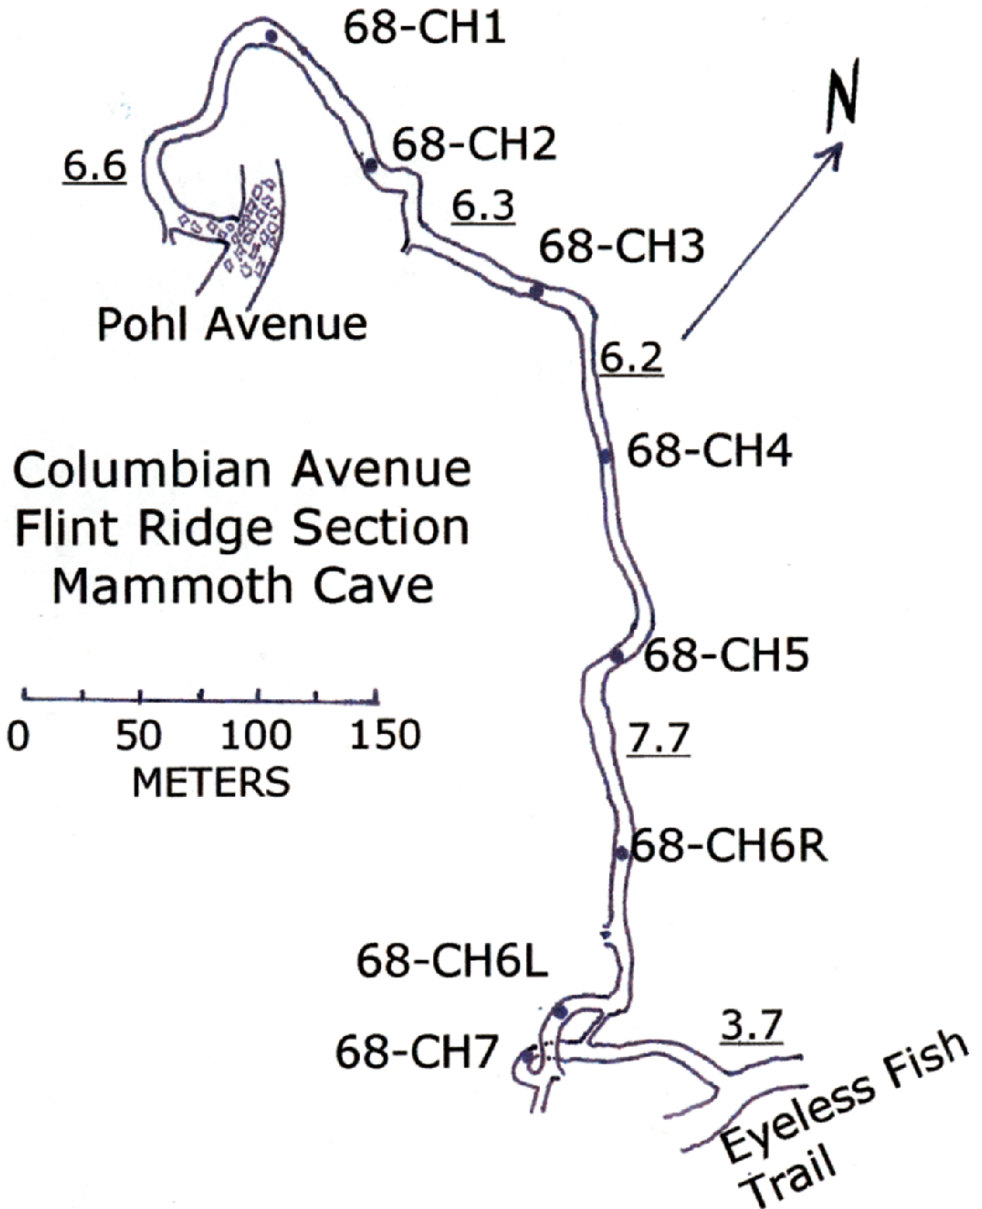 68-CH1
N
68-CH2
6.6
6.3
68-CH3
Pohl Avenue
6.2
68-CH4
Columbian Avenue
Flint Ridge Section
Mammoth Cave
68-CH5
0 50 100 150
METERS
7.7
68-CH6R
68-CH6L
3.7
68-CH7
Eyeless Fish
Trail